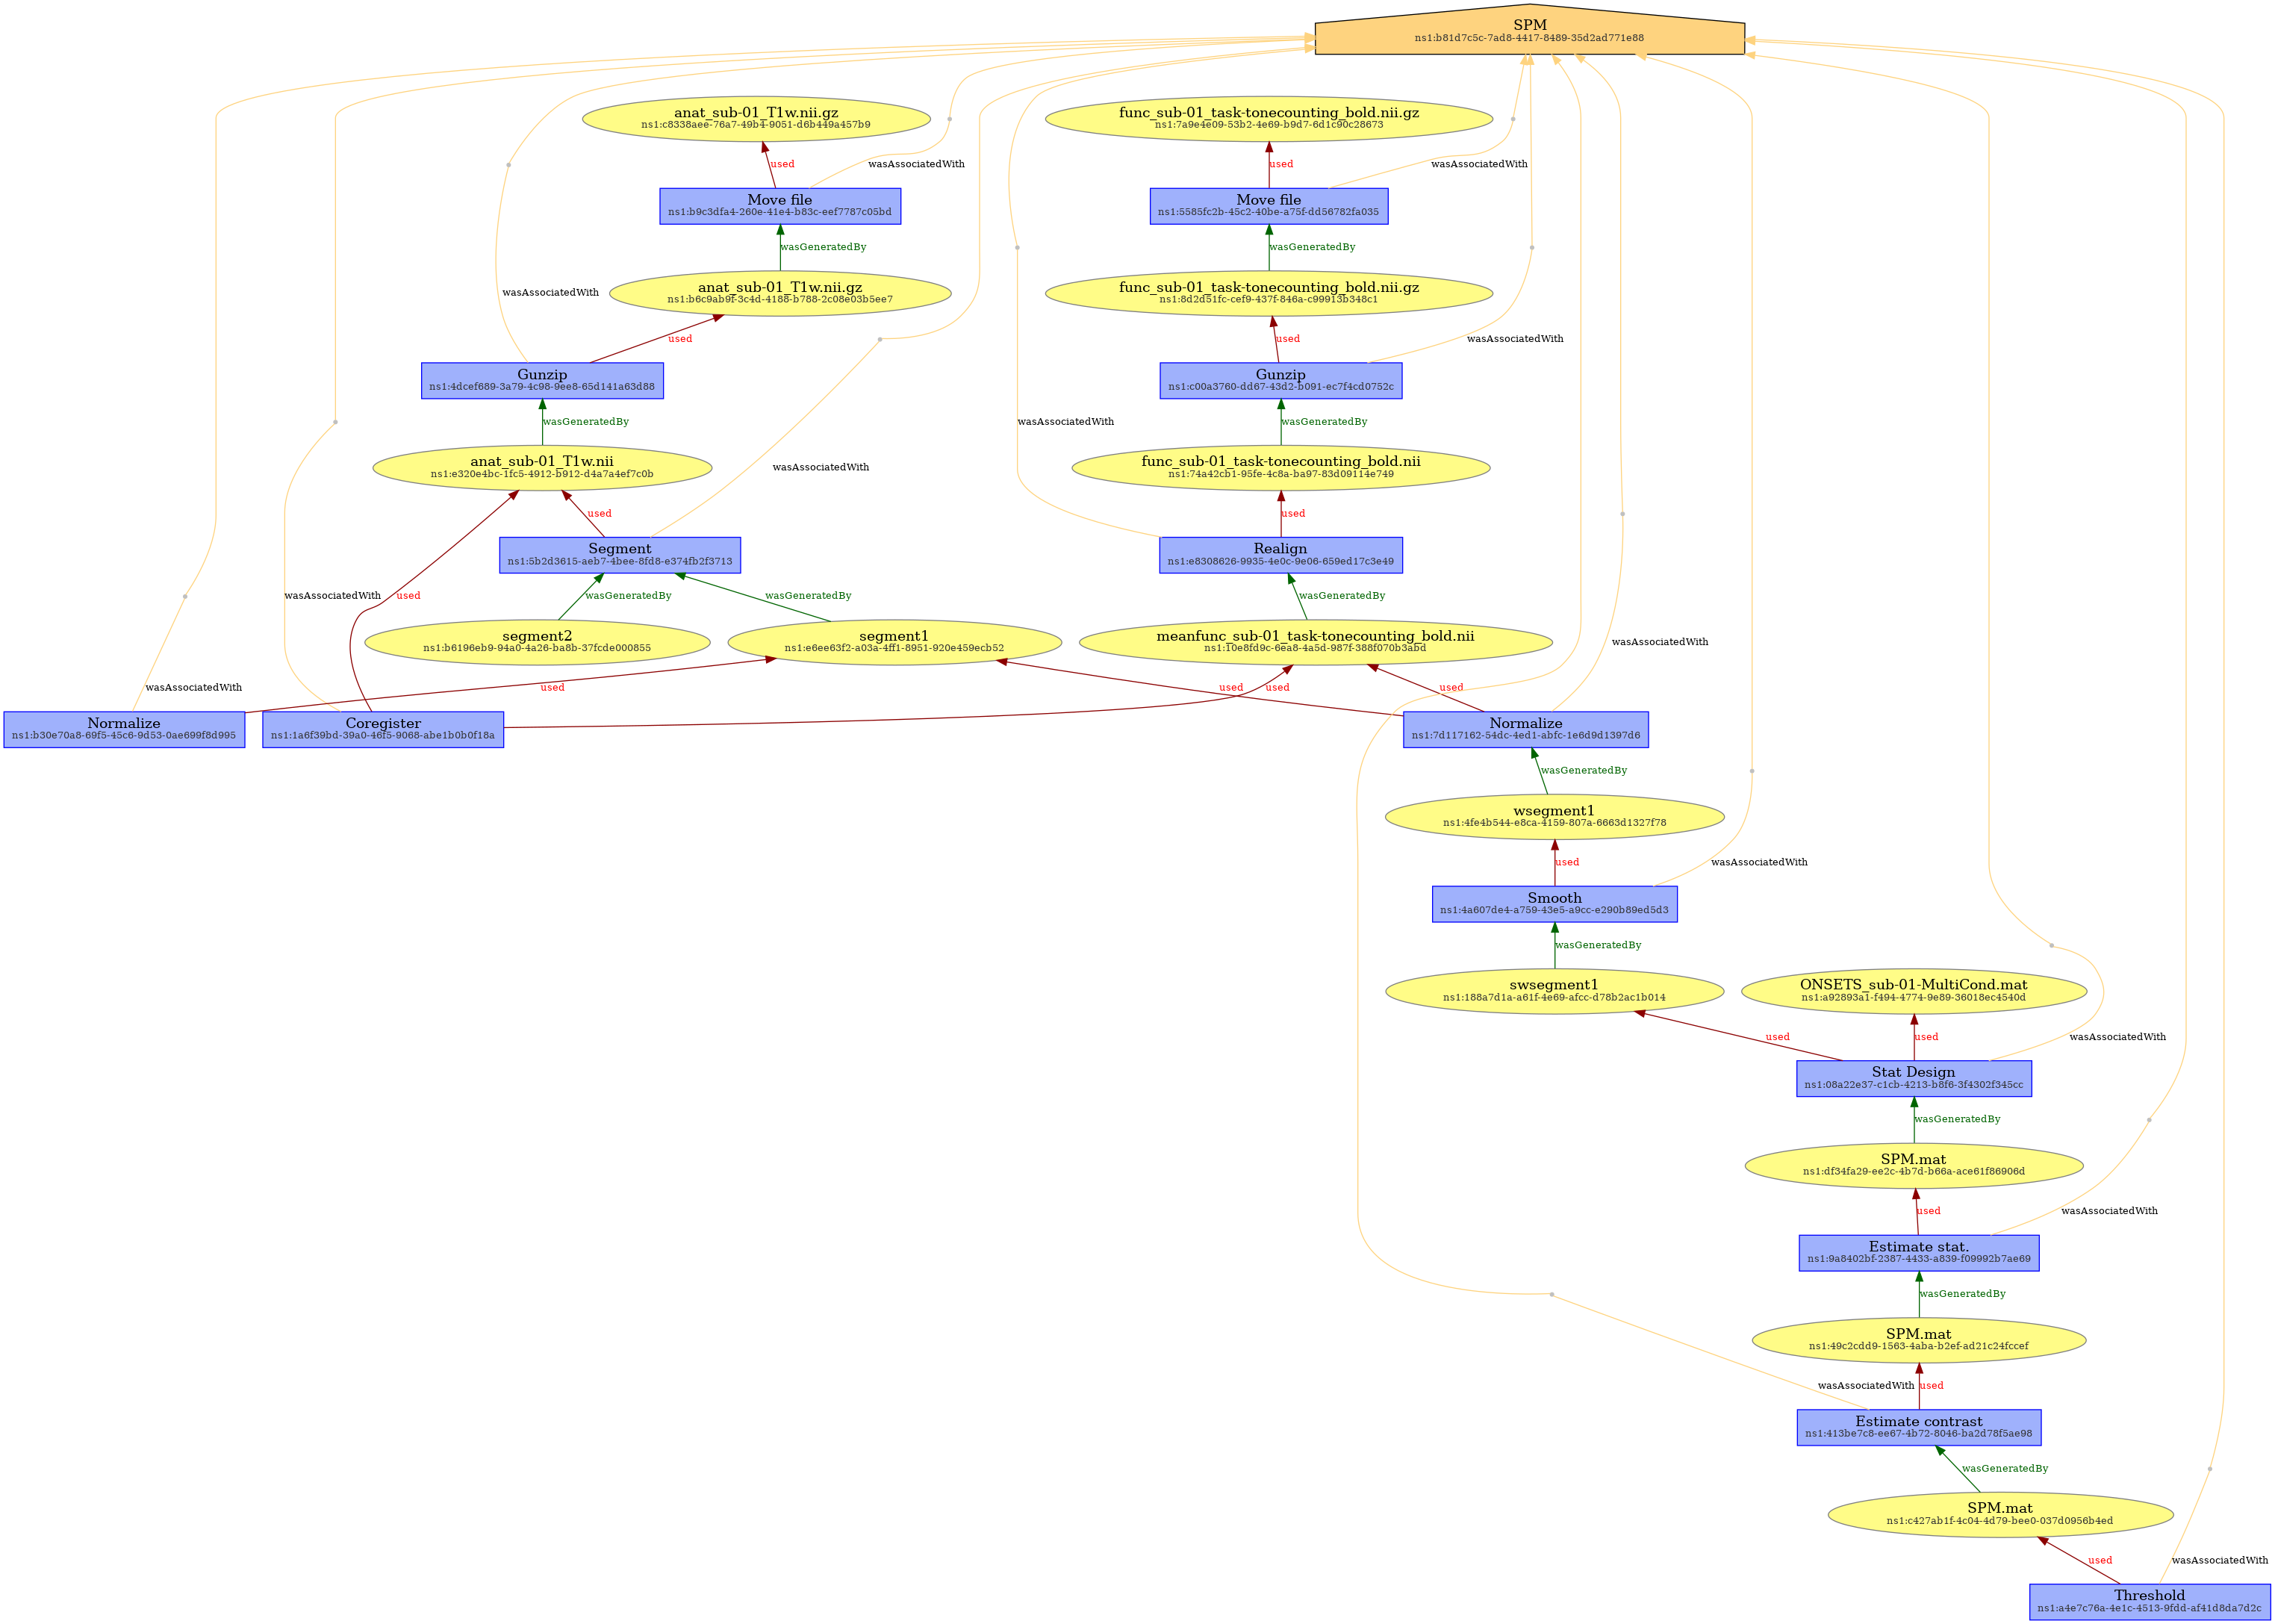 SPM
ns1:b81d7c5c-7ad8-4417-8489-35d2ad771e88
anat_sub-01_T1w.nii.gz
ns1:c8338aee-76a7-49b4-9051-d6b449a457b9
func_sub-01_task-tonecounting_bold.nii.gz
ns1:7a9e4e09-53b2-4e69-b9d7-6d1c90c28673
used
wasAssociatedWith
used
wasAssociatedWith
Move file
ns1:b9c3dfa4-260e-41e4-b83c-eef7787c05bd
Move file
ns1:5585fc2b-45c2-40be-a75f-dd56782fa035
wasGeneratedBy
wasGeneratedBy
wasAssociatedWith
anat_sub-01_T1w.nii.gz
ns1:b6c9ab9f-3c4d-4188-b788-2c08e03b5ee7
func_sub-01_task-tonecounting_bold.nii.gz
ns1:8d2d51fc-cef9-437f-846a-c99913b348c1
used
used
wasAssociatedWith
Gunzip
ns1:4dcef689-3a79-4c98-9ee8-65d141a63d88
Gunzip
ns1:c00a3760-dd67-43d2-b091-ec7f4cd0752c
wasGeneratedBy
wasAssociatedWith
wasGeneratedBy
anat_sub-01_T1w.nii
ns1:e320e4bc-1fc5-4912-b912-d4a7a4ef7c0b
wasAssociatedWith
func_sub-01_task-tonecounting_bold.nii
ns1:74a42cb1-95fe-4c8a-ba97-83d09114e749
used
used
Segment
ns1:5b2d3615-aeb7-4bee-8fd8-e374fb2f3713
Realign
ns1:e8308626-9935-4e0c-9e06-659ed17c3e49
wasAssociatedWith
used
wasGeneratedBy
wasGeneratedBy
wasGeneratedBy
segment2
ns1:b6196eb9-94a0-4a26-ba8b-37fcde000855
segment1
ns1:e6ee63f2-a03a-4ff1-8951-920e459ecb52
meanfunc_sub-01_task-tonecounting_bold.nii
ns1:10e8fd9c-6ea8-4a5d-987f-388f070b3abd
wasAssociatedWith
wasAssociatedWith
used
used
used
used
Normalize
ns1:b30e70a8-69f5-45c6-9d53-0ae699f8d995
Coregister
ns1:1a6f39bd-39a0-46f5-9068-abe1b0b0f18a
Normalize
ns1:7d117162-54dc-4ed1-abfc-1e6d9d1397d6
wasGeneratedBy
wsegment1
ns1:4fe4b544-e8ca-4159-807a-6663d1327f78
used
wasAssociatedWith
Smooth
ns1:4a607de4-a759-43e5-a9cc-e290b89ed5d3
wasGeneratedBy
swsegment1
ns1:188a7d1a-a61f-4e69-afcc-d78b2ac1b014
ONSETS_sub-01-MultiCond.mat
ns1:a92893a1-f494-4774-9e89-36018ec4540d
used
used
wasAssociatedWith
Stat Design
ns1:08a22e37-c1cb-4213-b8f6-3f4302f345cc
wasGeneratedBy
SPM.mat
ns1:df34fa29-ee2c-4b7d-b66a-ace61f86906d
used
wasAssociatedWith
Estimate stat.
ns1:9a8402bf-2387-4433-a839-f09992b7ae69
wasGeneratedBy
SPM.mat
ns1:49c2cdd9-1563-4aba-b2ef-ad21c24fccef
wasAssociatedWith
used
Estimate contrast
ns1:413be7c8-ee67-4b72-8046-ba2d78f5ae98
wasGeneratedBy
SPM.mat
ns1:c427ab1f-4c04-4d79-bee0-037d0956b4ed
used
wasAssociatedWith
Threshold
ns1:a4e7c76a-4e1c-4513-9fdd-af41d8da7d2c